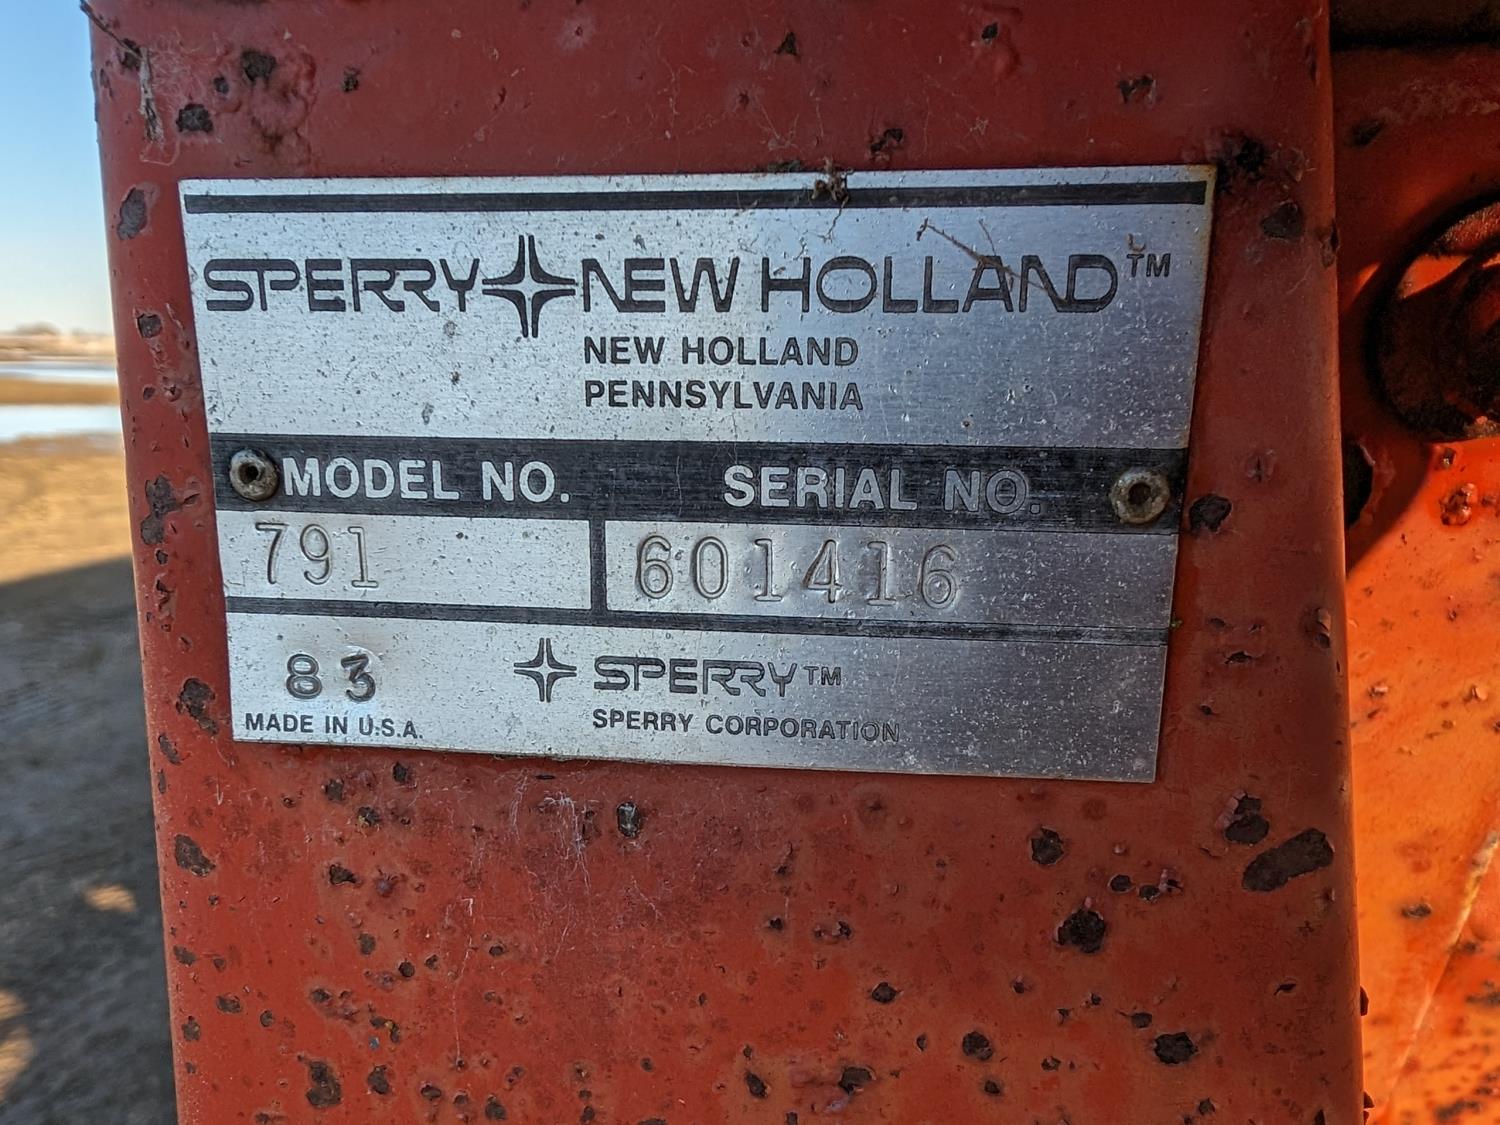 SPERRY NEW HOLLAND™
NEW HOLLAND
PENNSYLVANIA
MODEL NO. SERIAL NO.
791 601416
83
MADE IN U.S.A.
SPERRY™
SPERRY CORPORATION